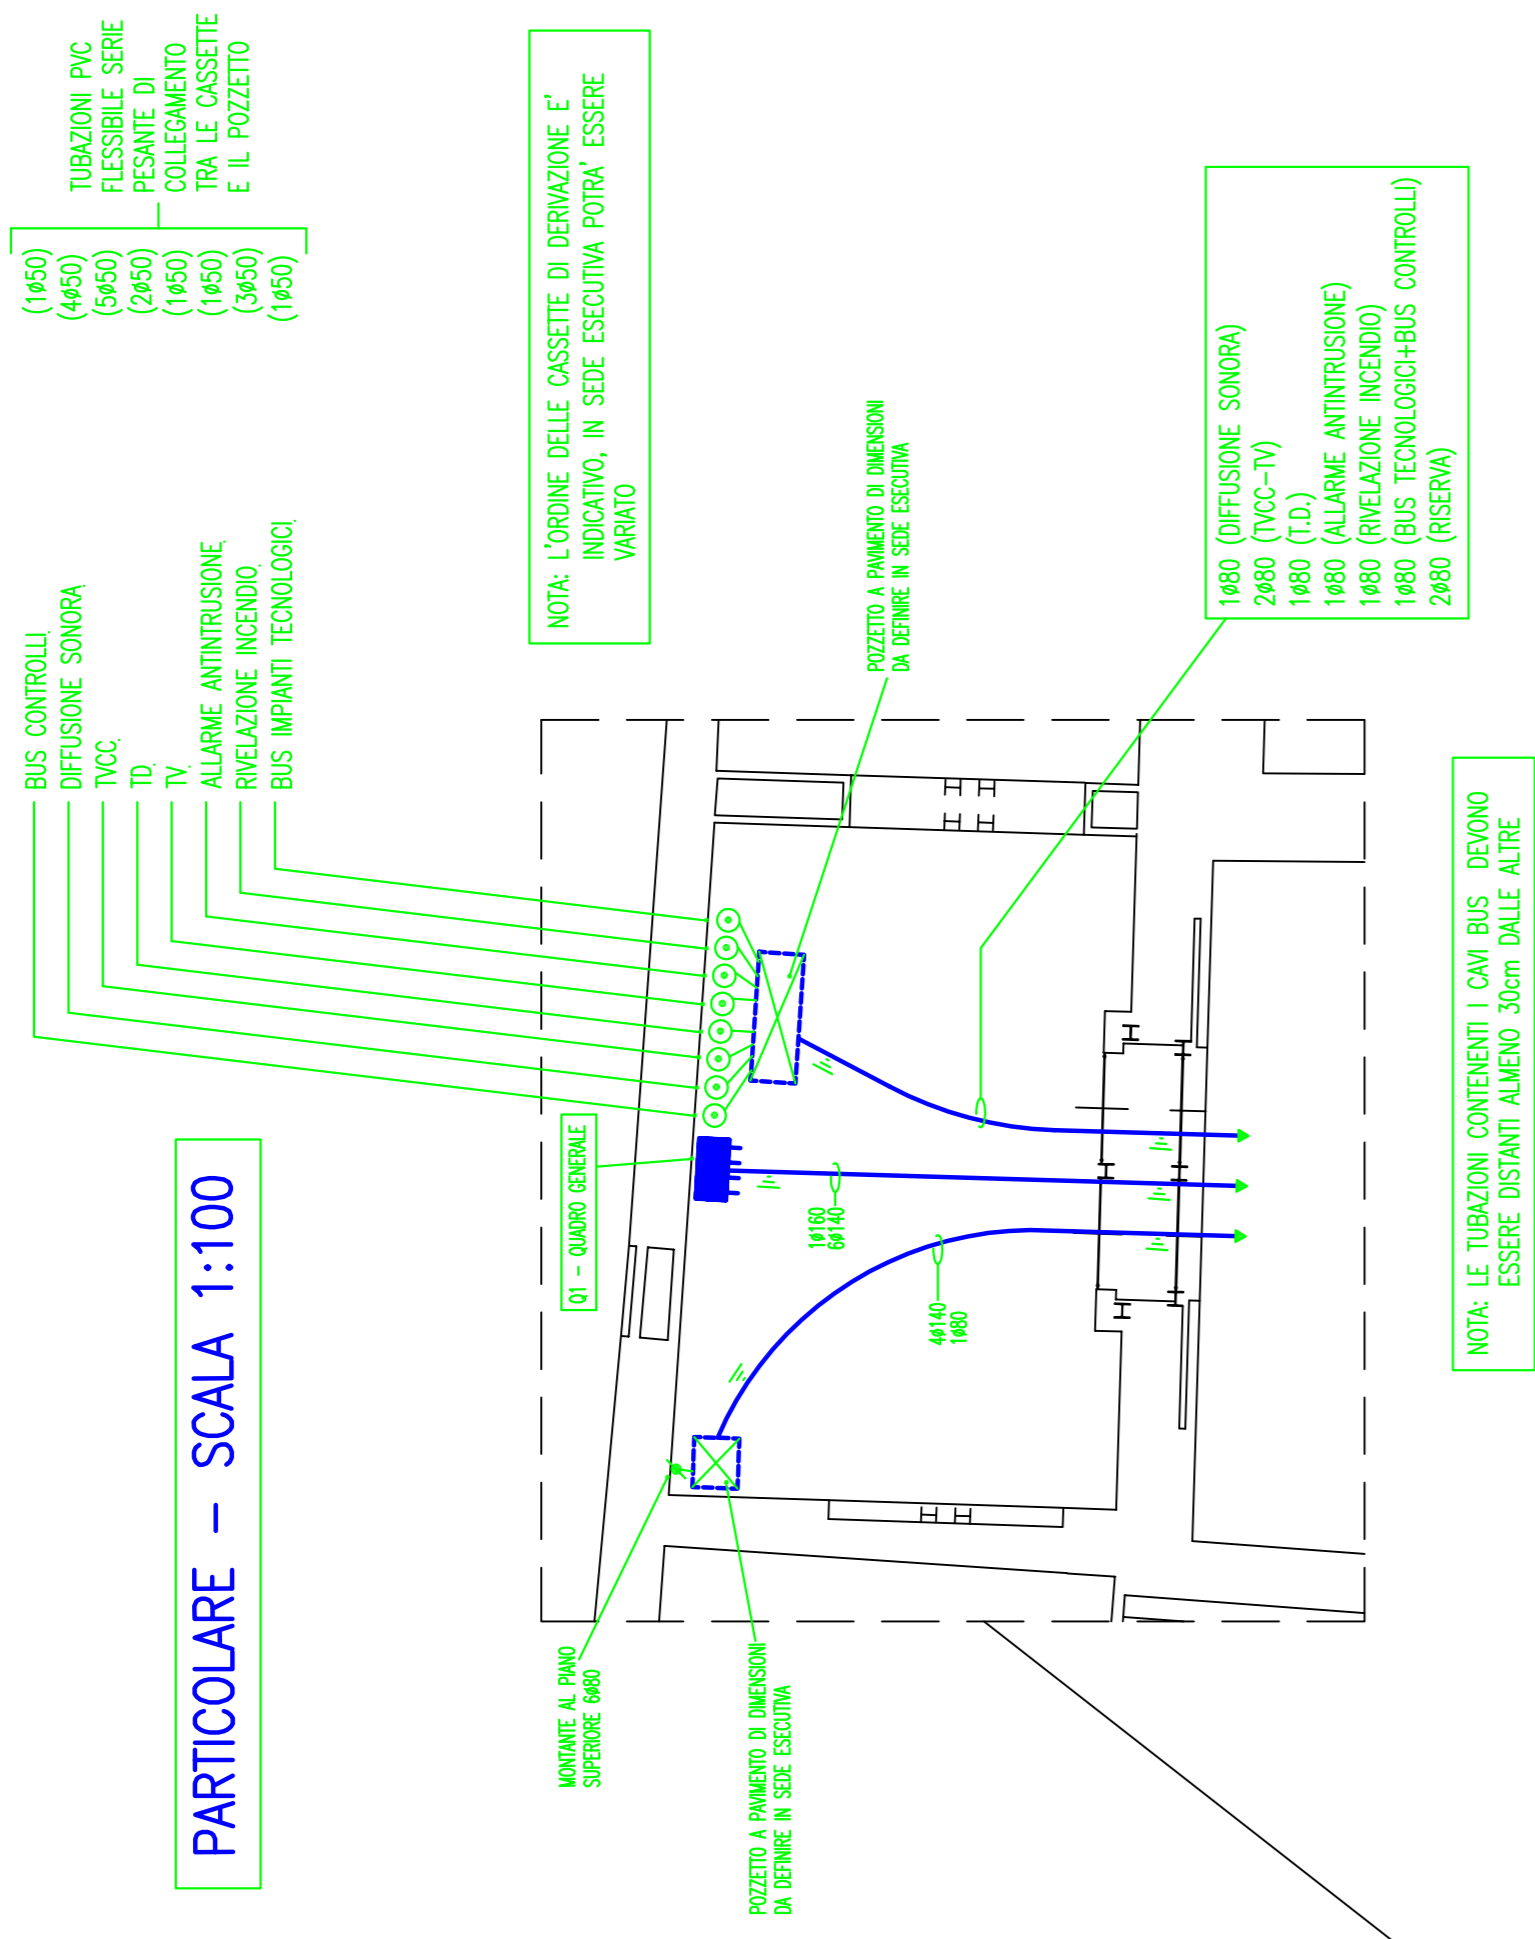 PARTICOLARE - SCALA 1:100
BUS CONTROLLI
DIFFUSIONE SONORA
TVCC
TD
TV
ALLARME ANTINTRUSIONE
RIVELAZIONE INCENDIO
BUS IMPIANTI TECNOLOGICI
(1ø50)
(4ø50)
(5ø50)
(2ø50)
(1ø50)
(1ø50)
(3ø50)
(1ø50)
TUBAZIONI PVC
FLESSIBILE SERIE
PESANTE DI
COLLEGAMENTO
TRA LE CASSETTE
E IL POZZETTO
NOTA: L'ORDINE DELLE CASSETTE DI DERIVAZIONE E'
INDICATIVO, IN SEDE ESECUTIVA POTRA' ESSERE
VARIATO
Q1 - QUADRO GENERALE
MONTANTE AL PIANO
SUPERIORE 6ø80
POZZETTO A PAVIMENTO DI DIMENSIONI
DA DEFINIRE IN SEDE ESECUTIVA
POZZETTO A PAVIMENTO DI DIMENSIONI
DA DEFINIRE IN SEDE ESECUTIVA
1ø160
6ø140
4ø140
1ø80
1ø80 (DIFFUSIONE SONORA)
2ø80 (TVCC-TV)
1ø80 (T.D.)
1ø80 (ALLARME ANTINTRUSIONE)
1ø80 (RIVELAZIONE INCENDIO)
1ø80 (BUS TECNOLOGICI+BUS CONTROLLI)
2ø80 (RISERVA)
NOTA: LE TUBAZIONI CONTENENTI I CAVI BUS DEVONO
ESSERE DISTANTI ALMENO 30cm DALLE ALTRE